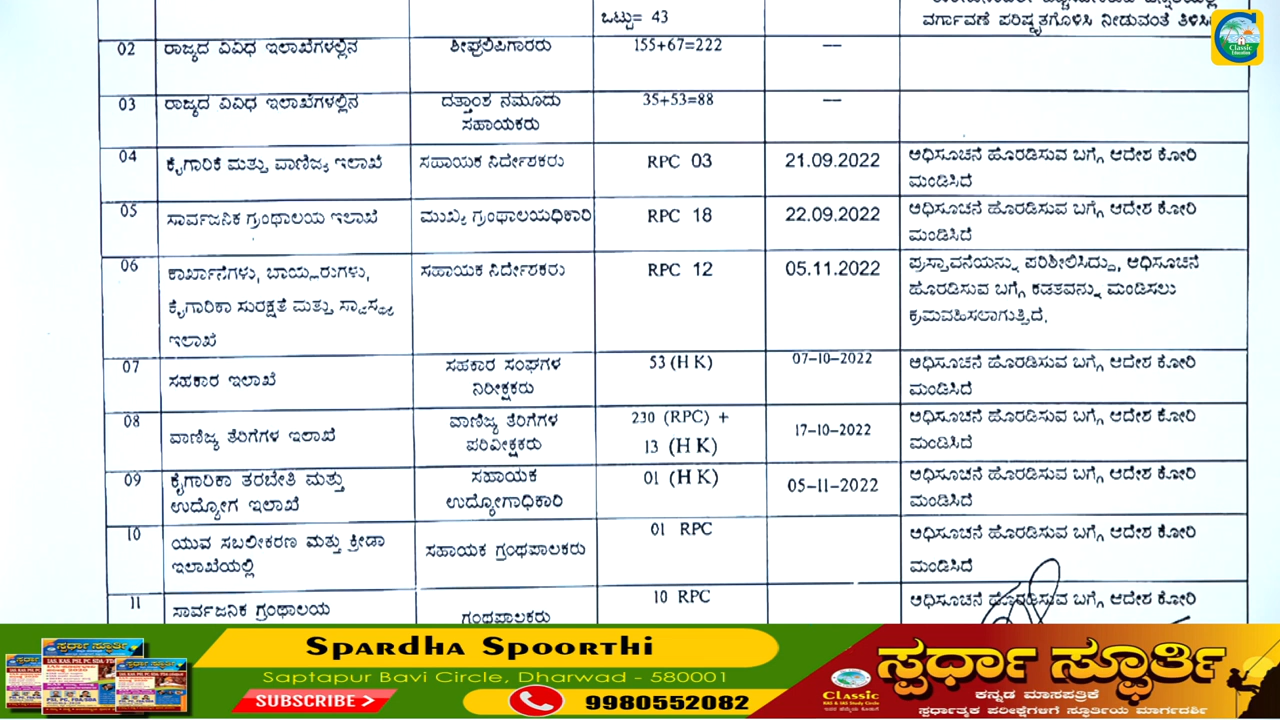 ಒಟ್ಟು= 43
ವರ್ಗಾವಣೆ ಪರಿಷ್ಕೃತಗೊಳಿಸಿ ನೀಡುವಂತೆ
Classic
Education
02 ರಾಜ್ಯದ ವಿವಿಧ ಇಲಾಖೆಗಳಲ್ಲಿನ ಶೀಘ್ರಲಿಪಿಗಾರರು 155+67=222 —
03 ರಾಜ್ಯದ ವಿವಿಧ ಇಲಾಖೆಗಳಲ್ಲಿನ ದತ್ತಾಂಶ ನಮೂದು 35+53=88 —
ಸಹಾಯಕರು
04 ಕೈಗಾರಿಕೆ ಮತ್ತು ವಾಣಿಜ್ಯ ಇಲಾಖೆ ಸಹಾಯಕ ನಿರ್ದೇಶಕರು RPC 03 21.09.2022 ಅಧಿಸೂಚನೆ ಹೊರಡಿಸುವ ಬಗ್ಗೆ ಆದೇಶ ಕೋರಿ
ಮಂಡಿಸಿದೆ
05 ಸಾರ್ವಜನಿಕ ಗ್ರಂಥಾಲಯ ಇಲಾಖೆ ಮುಖ್ಯ ಗ್ರಂಥಾಲಯಧಿಕಾರಿ RPC 18 22.09.2022 ಅಧಿಸೂಚನೆ ಹೊರಡಿಸುವ ಬಗ್ಗೆ ಆದೇಶ ಕೋರಿ
ಮಂಡಿಸಿದೆ
06 ಕಾರ್ಖಾನೆಗಳು, ಬಾಯ್ಲರುಗಳು, ಸಹಾಯಕ ನಿರ್ದೇಶಕರು RPC 12 05.11.2022 ಪ್ರಸ್ತಾವನೆಯನ್ನು ಪರಿಶೀಲಿಸಿದ್ದು, ಅಧಿಸೂಚನೆ
ಕೈಗಾರಿಕಾ ಸುರಕ್ಷತೆ ಮತ್ತು ಸ್ವಾಸ್ಥ್ಯ ಹೊರಡಿಸುವ ಬಗ್ಗೆ ಕಡತವನ್ನು ಮಂಡಿಸಲು
ಇಲಾಖೆ ಕ್ರಮವಹಿಸಲಾಗುತ್ತಿದೆ.
07 ಸಹಕಾರ ಇಲಾಖೆ ಸಹಕಾರ ಸಂಘಗಳ 53 (H K) 07-10-2022 ಅಧಿಸೂಚನೆ ಹೊರಡಿಸುವ ಬಗ್ಗೆ ಆದೇಶ ಕೋರಿ
ನಿರೀಕ್ಷಕರು ಮಂಡಿಸಿದೆ
08 ವಾಣಿಜ್ಯ ತೆರಿಗೆಗಳ ಇಲಾಖೆ ವಾಣಿಜ್ಯ ತೆರಿಗೆಗಳ 230 (RPC) + 17-10-2022 ಅಧಿಸೂಚನೆ ಹೊರಡಿಸುವ ಬಗ್ಗೆ ಆದೇಶ ಕೋರಿ
ಪರಿವೀಕ್ಷಕರು 13 (H K) ಮಂಡಿಸಿದೆ
09 ಕೈಗಾರಿಕಾ ತರಬೇತಿ ಮತ್ತು ಸಹಾಯಕ 01 (H K) 05-11-2022 ಅಧಿಸೂಚನೆ ಹೊರಡಿಸುವ ಬಗ್ಗೆ ಆದೇಶ ಕೋರಿ
ಉದ್ಯೋಗ ಇಲಾಖೆ ಉದ್ಯೋಗಾಧಿಕಾರಿ ಮಂಡಿಸಿದೆ
10 ಯುವ ಸಬಲೀಕರಣ ಮತ್ತು ಕ್ರೀಡಾ ಸಹಾಯಕ ಗ್ರಂಥಪಾಲಕರು 01 RPC ಅಧಿಸೂಚನೆ ಹೊರಡಿಸುವ ಬಗ್ಗೆ ಆದೇಶ ಕೋರಿ
ಇಲಾಖೆಯಲ್ಲಿ ಮಂಡಿಸಿದೆ
11 ಸಾರ್ವಜನಿಕ ಗ್ರಂಥಾಲಯ ಗ್ರಂಥಪಾಲಕರು 10 RPC ಅಧಿಸೂಚನೆ ಹೊರಡಿಸುವ ಬಗ್ಗೆ ಆದೇಶ ಕೋರಿ
Spardha Spoorthi
Saptapur Bavi Circle, Dharwad - 580001
SUBSCRIBE
9980552082
ಸ್ಪರ್ಧಾ ಸ್ಫೂರ್ತಿ
Classic
KAS & IAS Study Circle
ಕನ್ನಡ ಮಾಸಪತ್ರಿಕೆ
ಸ್ಪರ್ಧಾತ್ಮಕ ಪರೀಕ್ಷೆಗಳಿಗೆ ಸ್ಫೂರ್ತಿಯ ಮಾರ್ಗದರ್ಶಿ